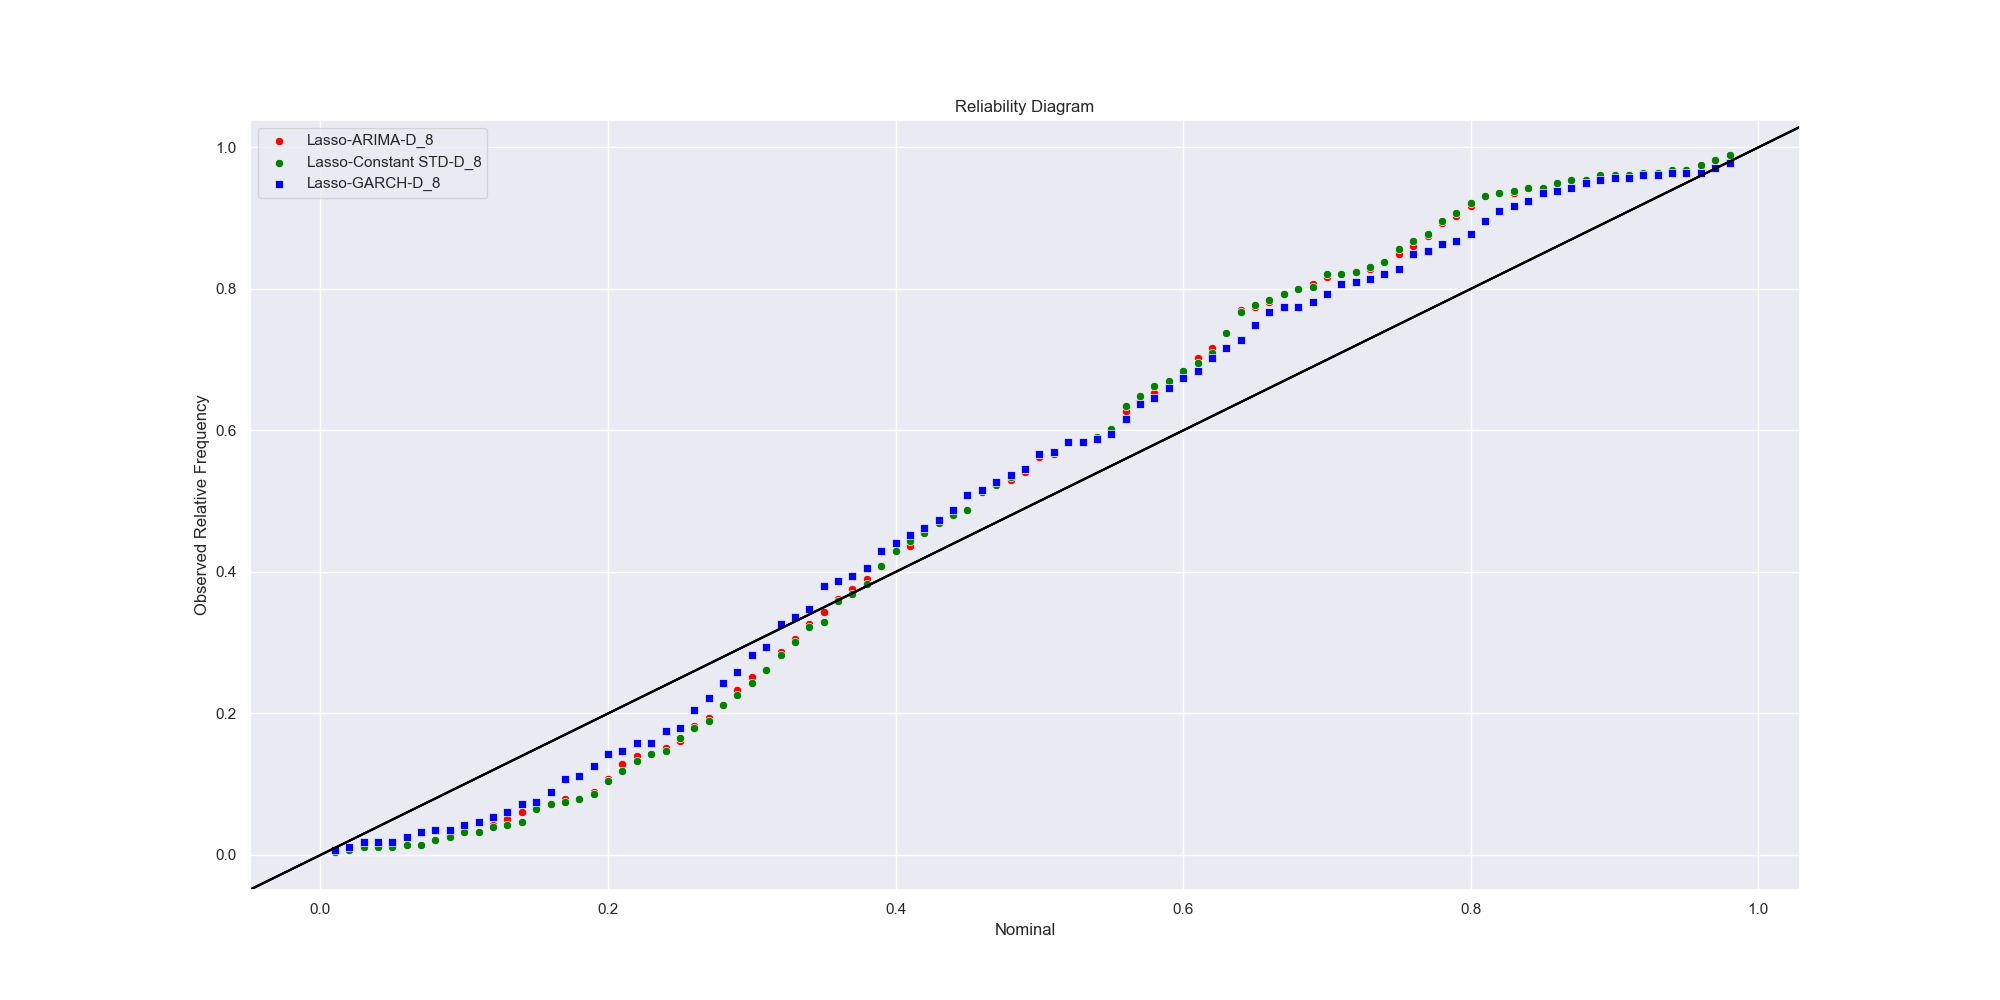 Reliability Diagram
Lasso-ARIMA-D_8
Lasso-Constant STD-D_8
Lasso-GARCH-D_8
1.0
0.8
0.6
0.4
0.2
0.0
Observed Relative Frequency
0.0 0.2 0.4 0.6 0.8 1.0
Nominal